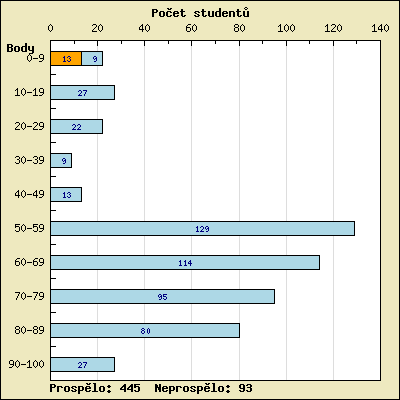 Počet studentů
0 20 40 60 80 100 120 140
Body
0-9 13 9
10-19 27
20-29 22
30-39 9
40-49 13
50-59 129
60-69 114
70-79 95
80-89 80
90-100 27
Prospělo: 445 Neprospělo: 93